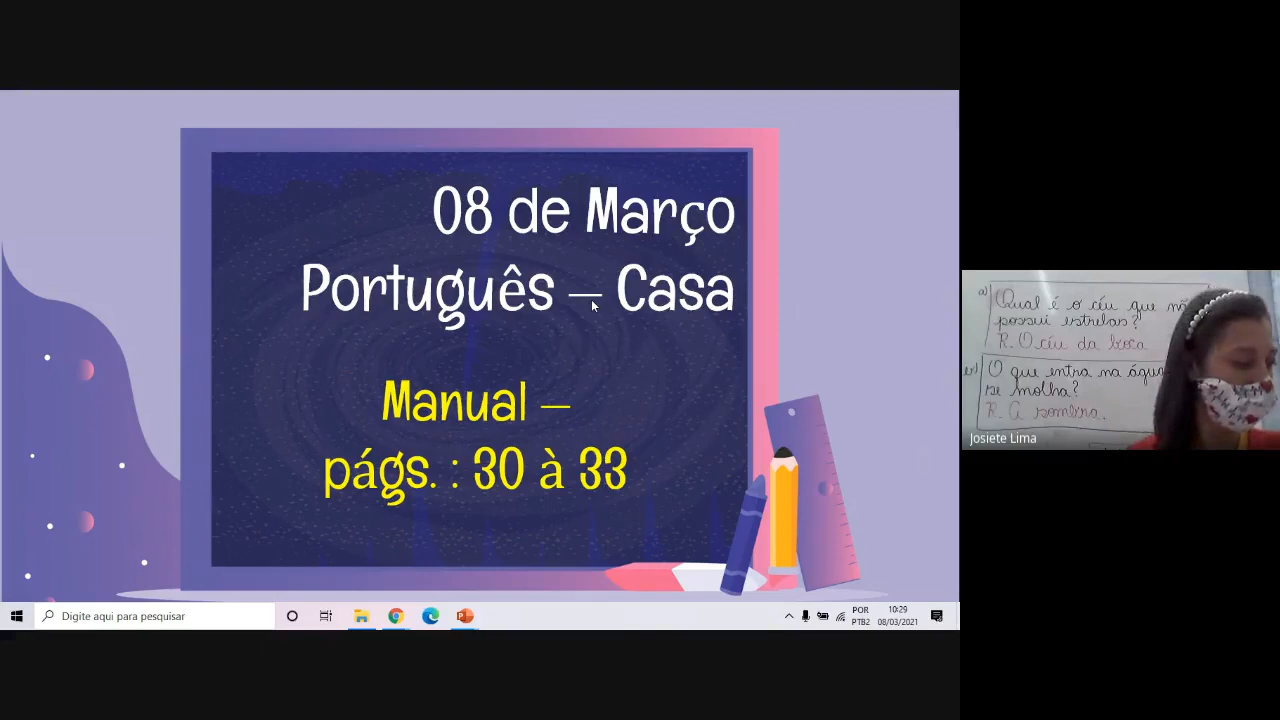 08 de Março
Português – Casa
Manual –
págs. : 30 à 33
a) Qual é o céu que
possui estrelas?
R. O céu da boca
O que entra na água
se molha?
R. A sombra.
Josiete Lima
Digite aqui para pesquisar
POR
PTB2
10:29
08/03/2021